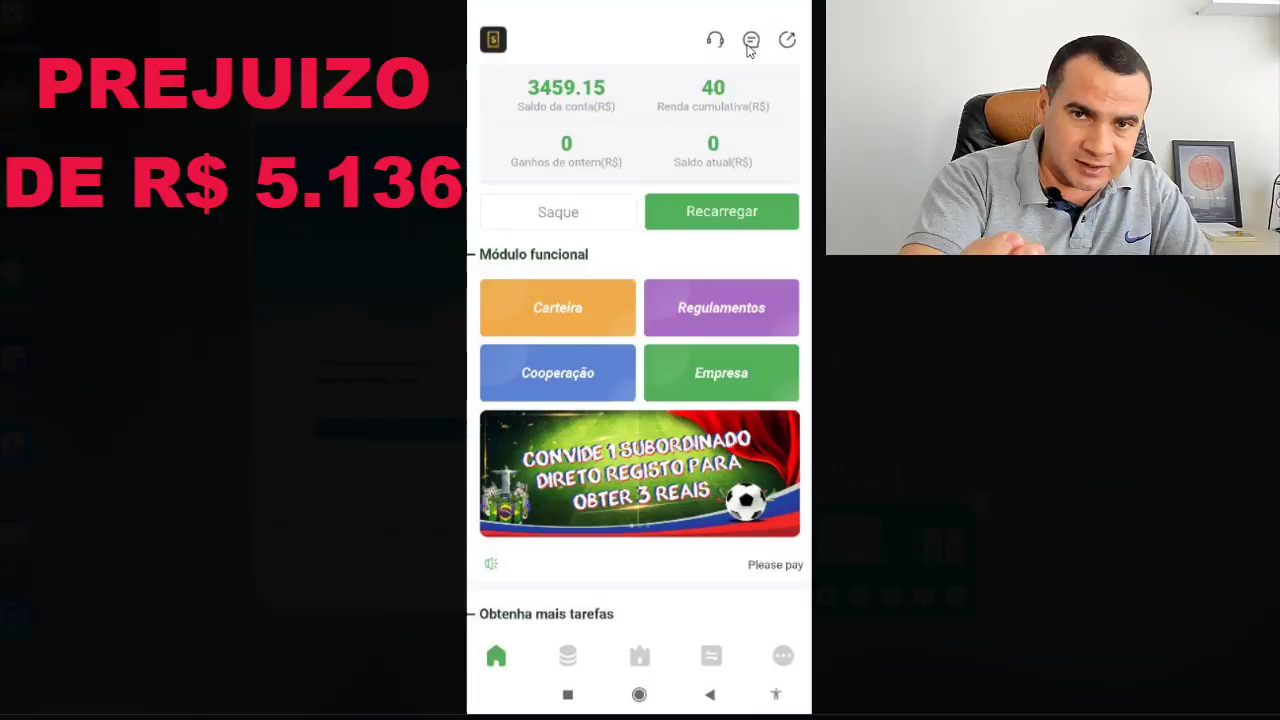 PREJUIZO
DE R$ 5.136
3459.15
Saldo da conta(R$)
40
Renda cumulativa(R$)
0
Ganhos de ontem(R$)
0
Saldo atual(R$)
Saque
Recarregar
Módulo funcional
Carteira
Regulamentos
Cooperação
Empresa
CONVIDE 1 SUBORDINADO
DIRETO REGISTO PARA
OBTER 3 REAIS
Please pay
Obtenha mais tarefas